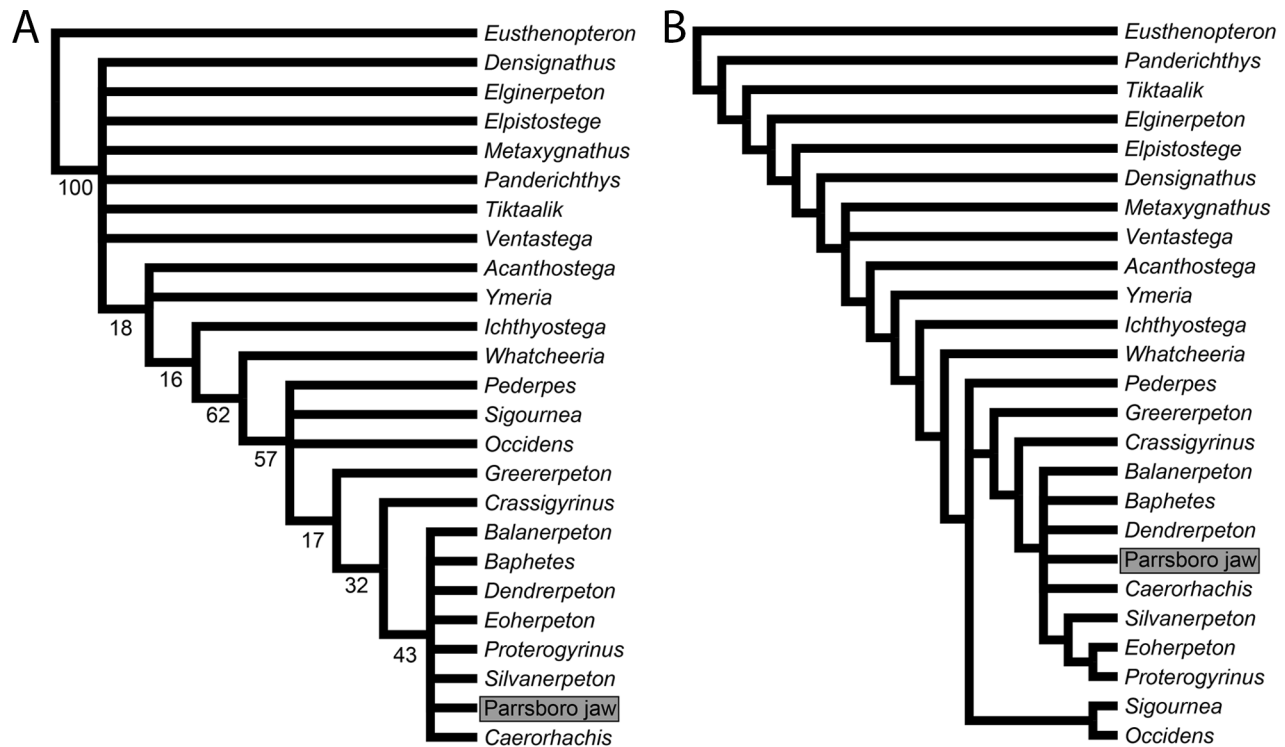 A
Eusthenopteron
Densignathus
Elginerpeton
Elpistostege
Metaxygnathus
Panderichthys
Tiktaalik
Ventastega
Acanthostega
Ymeria
Ichthyostega
Whatcheeria
Pederpes
Sigournea
Occidens
Greererpeton
Crassigyrinus
Balanerpeton
Baphetes
Dendrerpeton
Eoherpeton
Proterogyrinus
Silvanerpeton
Parrsboro jaw
Caerorhachis
100
18
16
62
57
17
32
43
B
Eusthenopteron
Panderichthys
Tiktaalik
Elginerpeton
Elpistostege
Densignathus
Metaxygnathus
Ventastega
Acanthostega
Ymeria
Ichthyostega
Whatcheeria
Pederpes
Greererpeton
Crassigyrinus
Balanerpeton
Baphetes
Dendrerpeton
Parrsboro jaw
Caerorhachis
Silvanerpeton
Eoherpeton
Proterogyrinus
Sigournea
Occidens